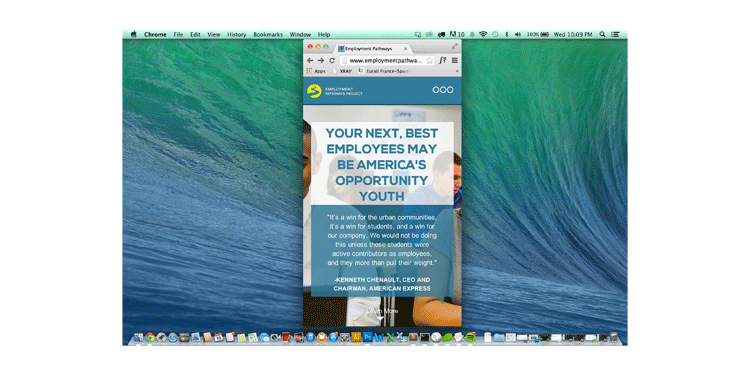 Chrome File Edit View History Bookmarks Window Help 10 100% Wed 10:09 PM
Employment Pathways
www.employmentpathwa...
Apps XRAY Eurail France-Spain
EMPLOYMENT
PATHWAYS PROJECT
YOUR NEXT, BEST
EMPLOYEES MAY
BE AMERICA'S
OPPORTUNITY
YOUTH
"It's a win for the urban communities,
it's a win for students, and a win for
our company. We would not be doing
this unless these students were
active contributors as employees,
and they more than pull their weight."
-KENNETH CHENAULT, CEO AND
CHAIRMAN, AMERICAN EXPRESS
Learn More